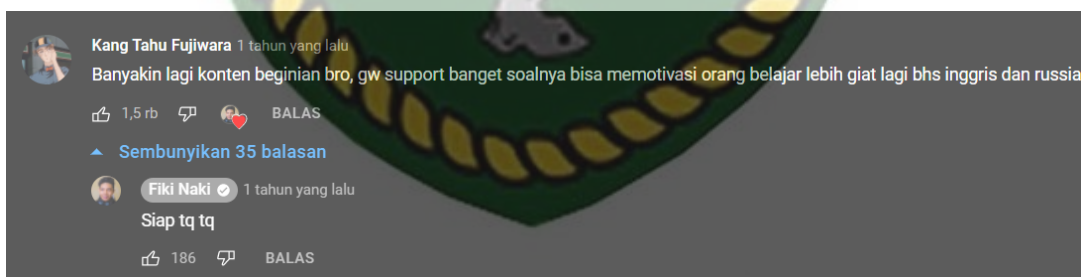 Kang Tahu Fujiwara 1 tahun yang lalu
Banyakin lagi konten beginian bro, gw support banget soalnya bisa memotivasi orang belajar lebih giat lagi bhs inggris dan russia
1,5 rb BALAS
Sembunyikan 35 balasan
Fiki Naki 1 tahun yang lalu
Siap tq tq
186 BALAS